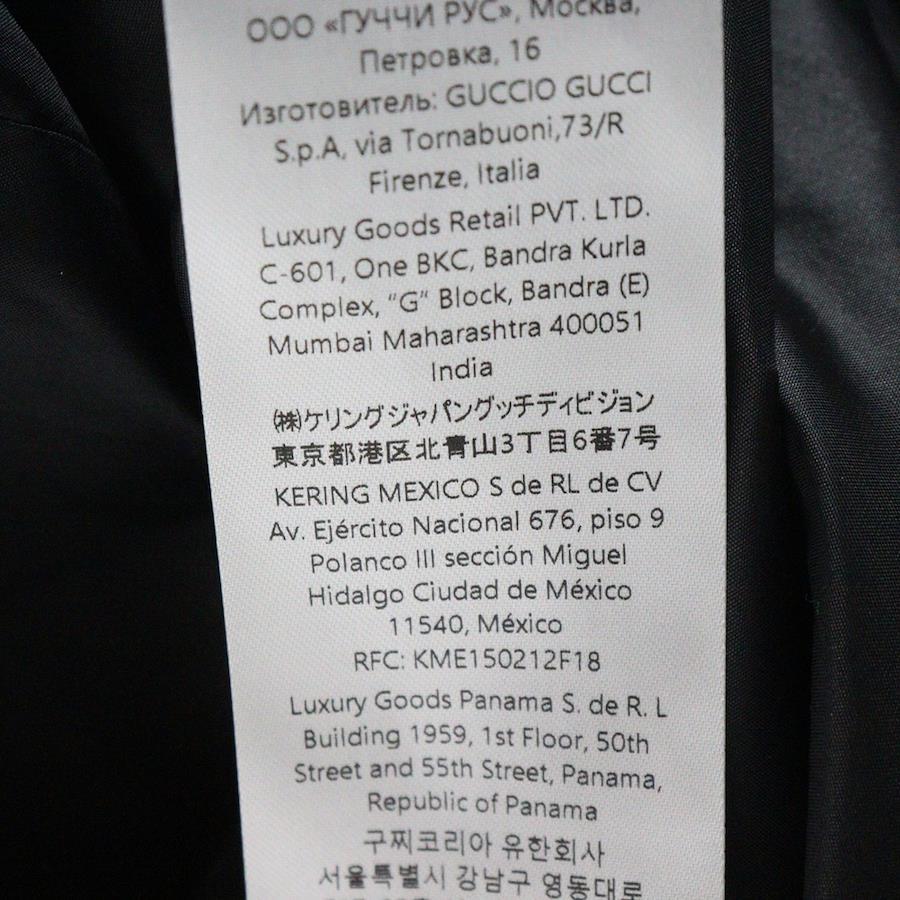 ООО «ГУЧЧИ РУС», Москва,
Петровка, 16
Изготовитель: GUCCIO GUCCI
S.p.A, via Tornabuoni,73/R
Firenze, Italia
Luxury Goods Retail PVT. LTD.
C-601, One BKC, Bandra Kurla
Complex, "G" Block, Bandra (E)
Mumbai Maharashtra 400051
India
㈱ケリングジャパングッチディビジョン
東京都港区北青山3丁目6番7号
KERING MEXICO S de RL de CV
Av. Ejército Nacional 676, piso 9
Polanco III sección Miguel
Hidalgo Ciudad de México
11540, México
RFC: KME150212F18
Luxury Goods Panama S. de R. L
Building 1959, 1st Floor, 50th
Street and 55th Street, Panama,
Republic of Panama
구찌코리아 유한회사
서울특별시 강남구 영동대로